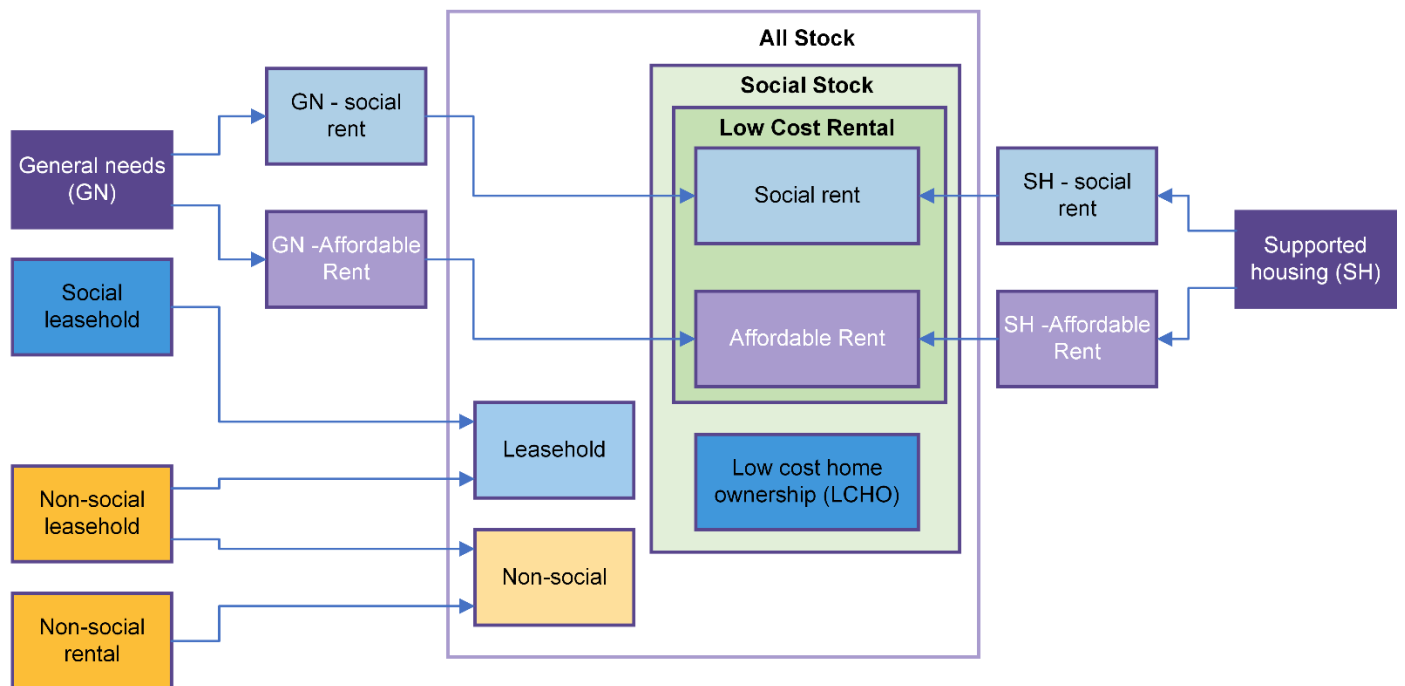 All Stock
Social Stock
Low Cost Rental
General needs
(GN)
GN - social
rent
GN -Affordable
Rent
Social rent
Affordable Rent
SH - social
rent
SH -Affordable
Rent
Supported
housing (SH)
Social
leasehold
Leasehold
Low cost home
ownership (LCHO)
Non-social
leasehold
Non-social
Non-social
rental